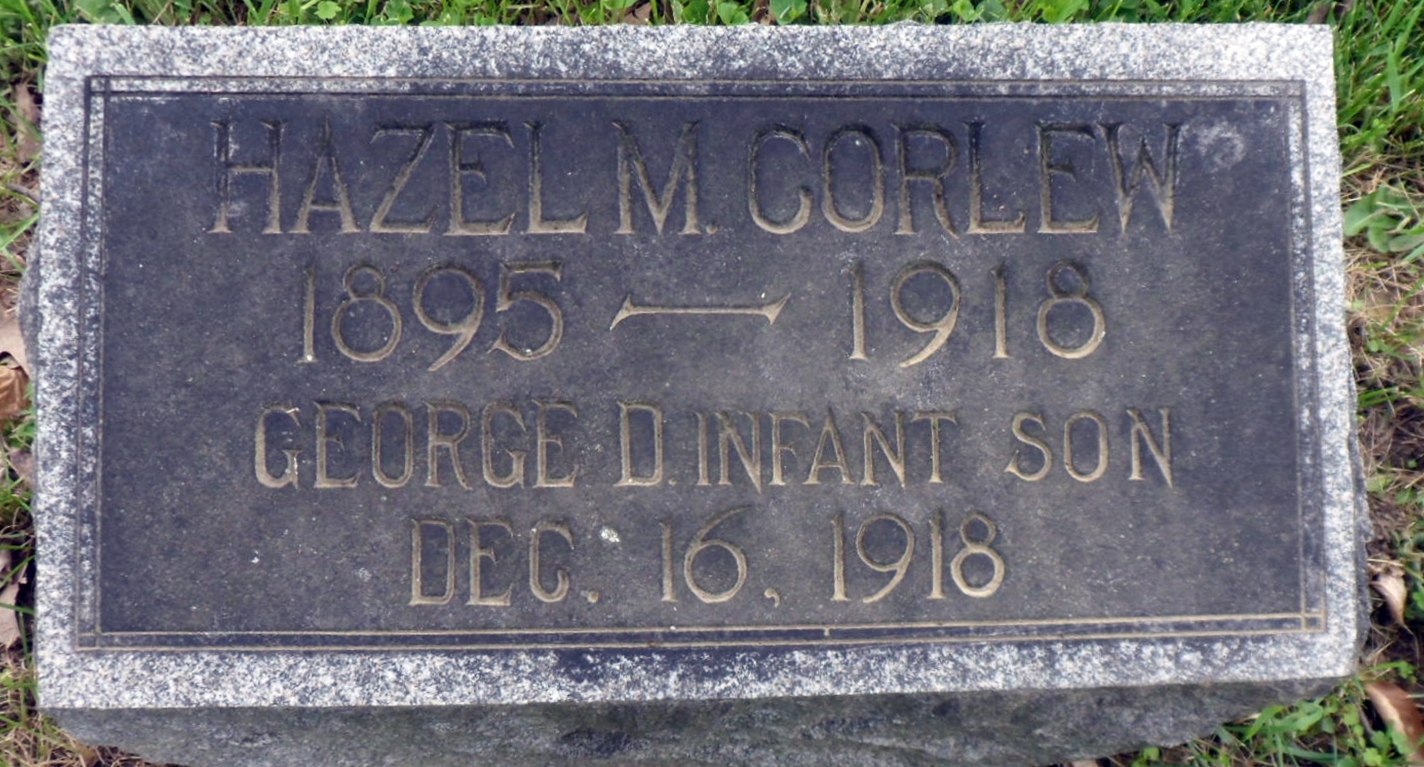 HAZEL M. CORLEW
1895 — 1918
GEORGE D. INFANT SON
DEC. 16, 1918